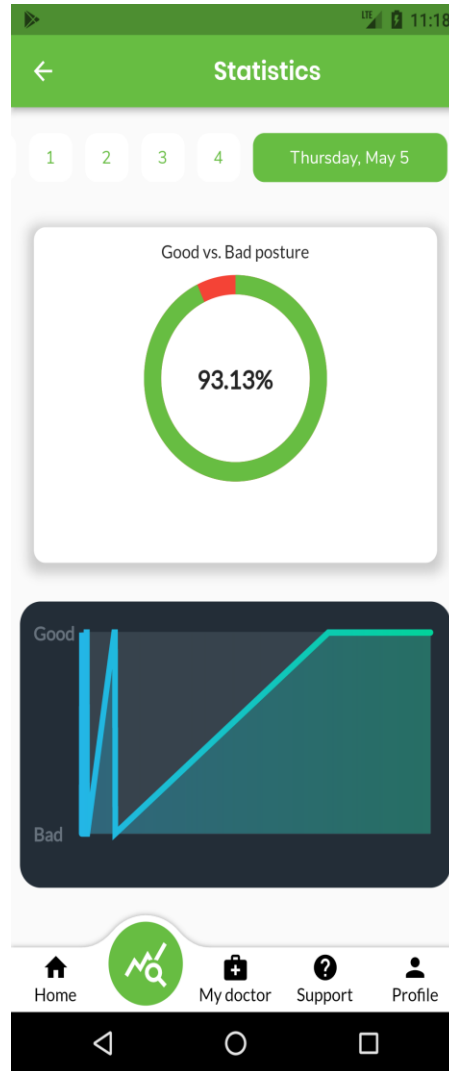 LTE 11:18
Statistics
1 2 3 4 Thursday, May 5
Good vs. Bad posture
93.13%
Good
Bad
Home My doctor Support Profile